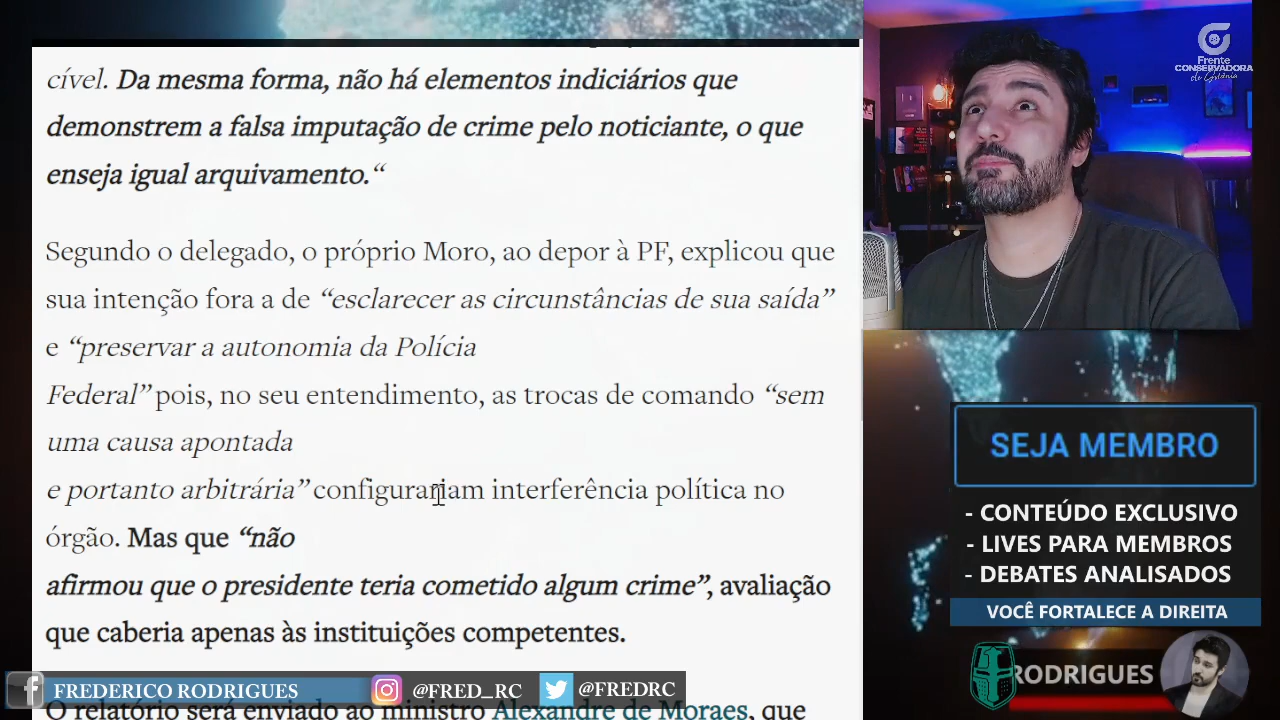 cível. Da mesma forma, não há elementos indiciários que
demonstrem a falsa imputação de crime pelo noticiante, o que
enseja igual arquivamento.“
Segundo o delegado, o próprio Moro, ao depor à PF, explicou que
sua intenção fora a de “esclarecer as circunstâncias de sua saída”
e “preservar a autonomia da Polícia
Federal” pois, no seu entendimento, as trocas de comando “sem
uma causa apontada
e portanto arbitrária” configurariam interferência política no
órgão. Mas que “não
afirmou que o presidente teria cometido algum crime”, avaliação
que caberia apenas às instituições competentes.
O relatório será enviado ao ministro Alexandre de Moraes, que
Frente
CONSERVADORA
de Goiânia
SEJA MEMBRO
- CONTEÚDO EXCLUSIVO
- LIVES PARA MEMBROS
- DEBATES ANALISADOS
VOCÊ FORTALECE A DIREITA
RODRIGUES
FREDERICO RODRIGUES
@FRED_RC
@FREDRC